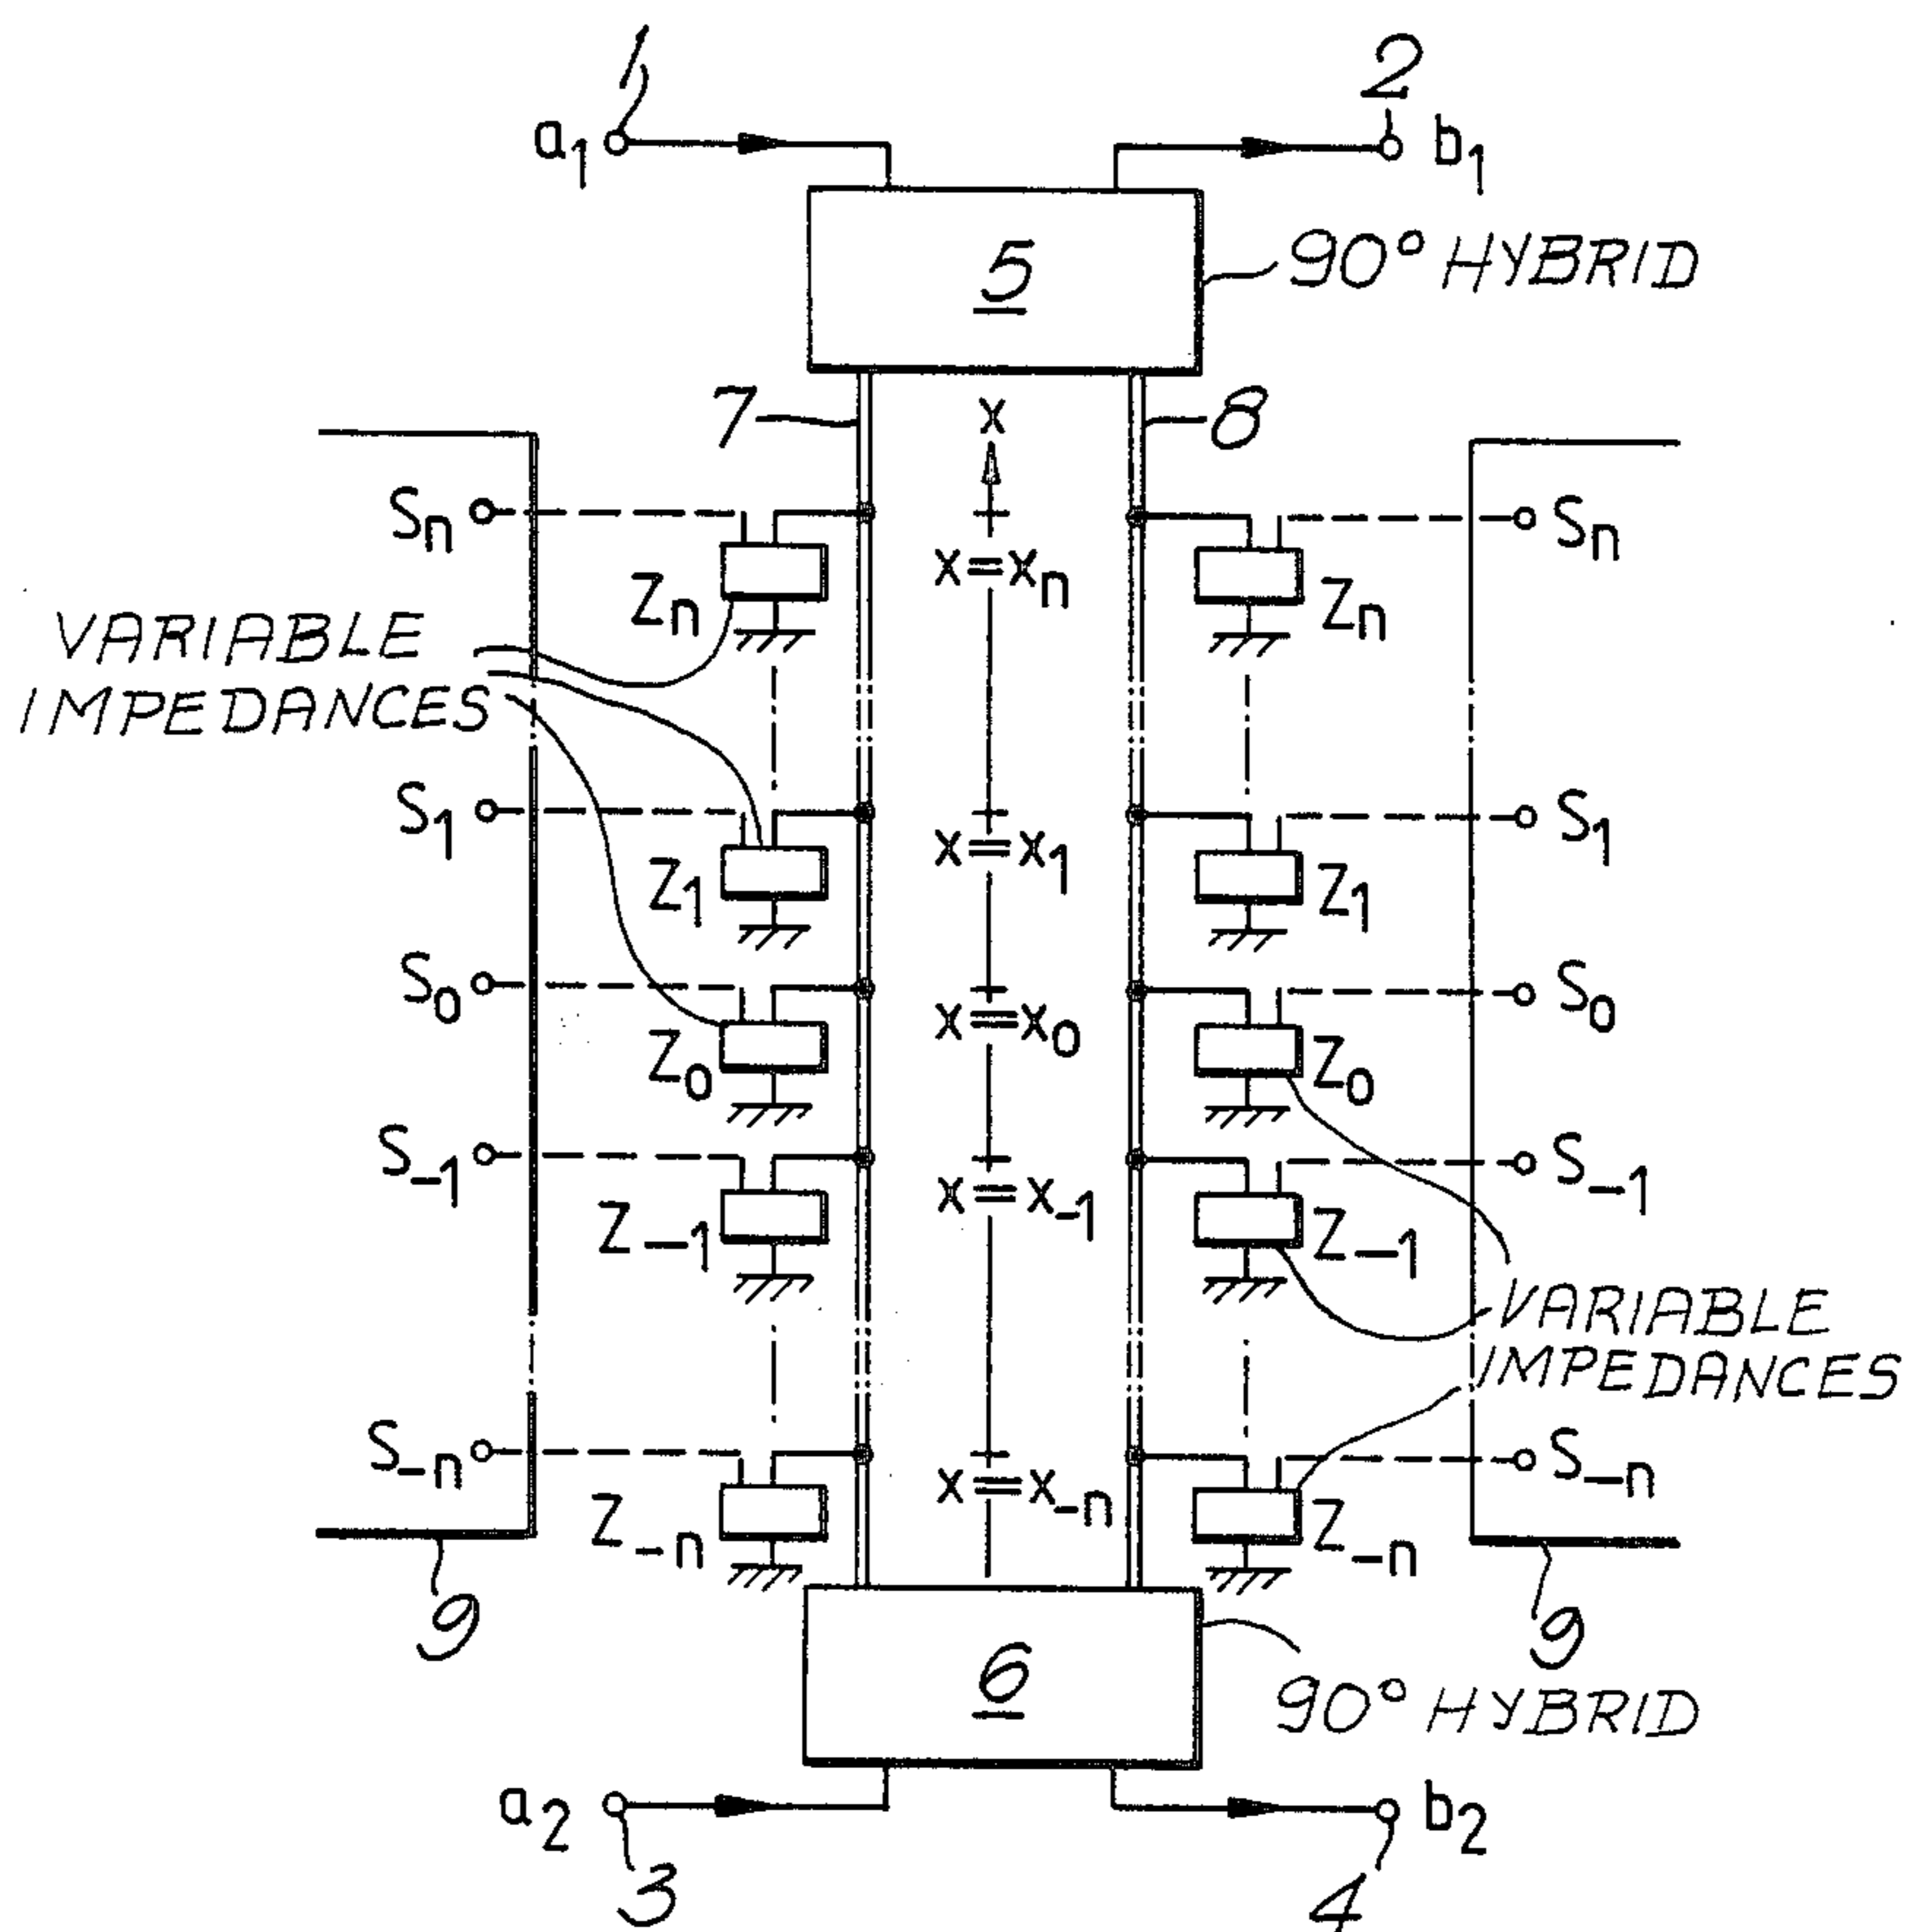 1
2
a1
b1
5
90° HYBRID
7
x
8
Sn
Sn
x=xn
Zn
Zn
VARIABLE
IMPEDANCES
S1
S1
x=x1
Z1
Z1
S0
S0
x=x0
Z0
Z0
S-1
S-1
x=x-1
Z-1
Z-1
VARIABLE
IMPEDANCES
S-n
S-n
x=x-n
Z-n
Z-n
9
9
6
90° HYBRID
a2
b2
3
4